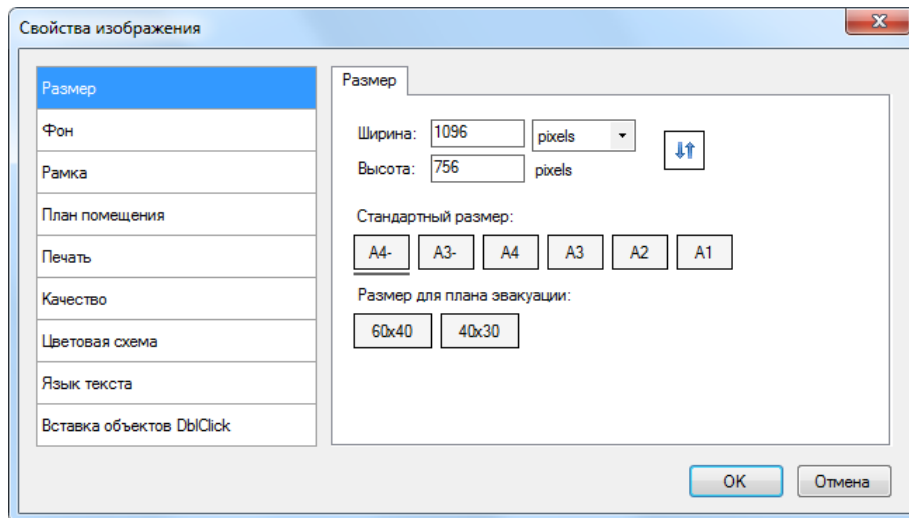 Свойства изображения
Размер
Фон
Рамка
План помещения
Печать
Качество
Цветовая схема
Язык текста
Вставка объектов DblClick
Размер
Ширина: 1096 pixels
Высота: 756 pixels
Стандартный размер:
A4- A3- A4 A3 A2 A1
Размер для плана эвакуации:
60x40 40x30
OK Отмена